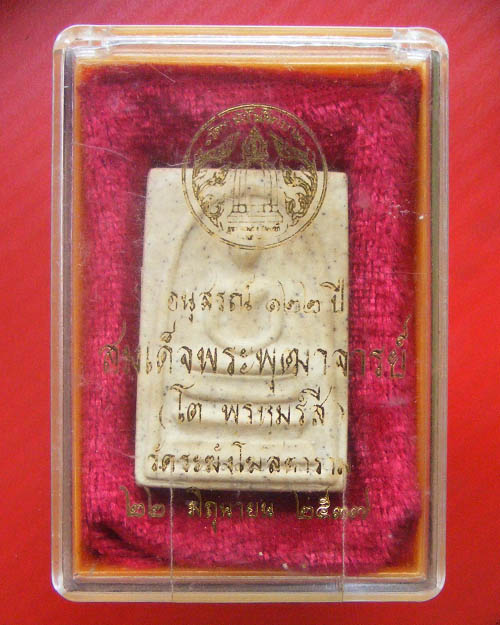 อนุสรณ์ ๑๒๒ ปี
สมเด็จพระพุฒาจารย์
(โต พรหมรังสี)
วัดระฆังโฆสิตาราม
๒๒ มิถุนายน ๒๕๓๗